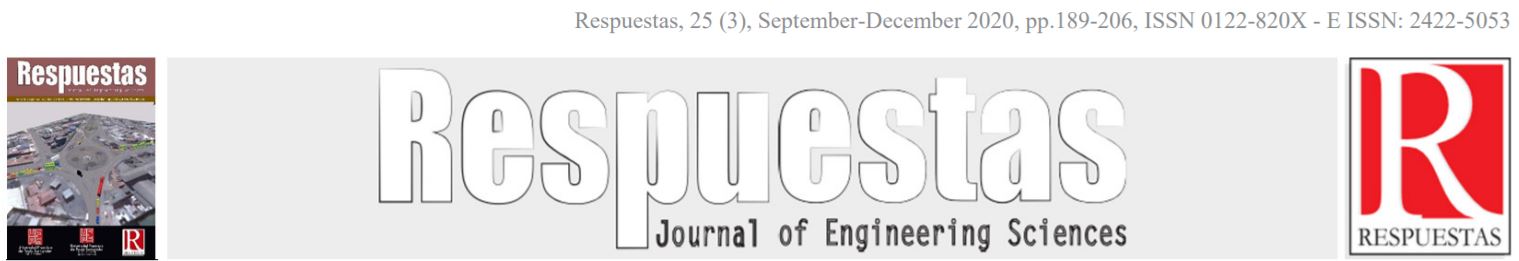 Respuestas, 25 (3), September-December 2020, pp.189-206, ISSN 0122-820X - E ISSN: 2422-5053
Respuestas
Respuestas
Journal of Engineering Sciences
R
RESPUESTAS
R